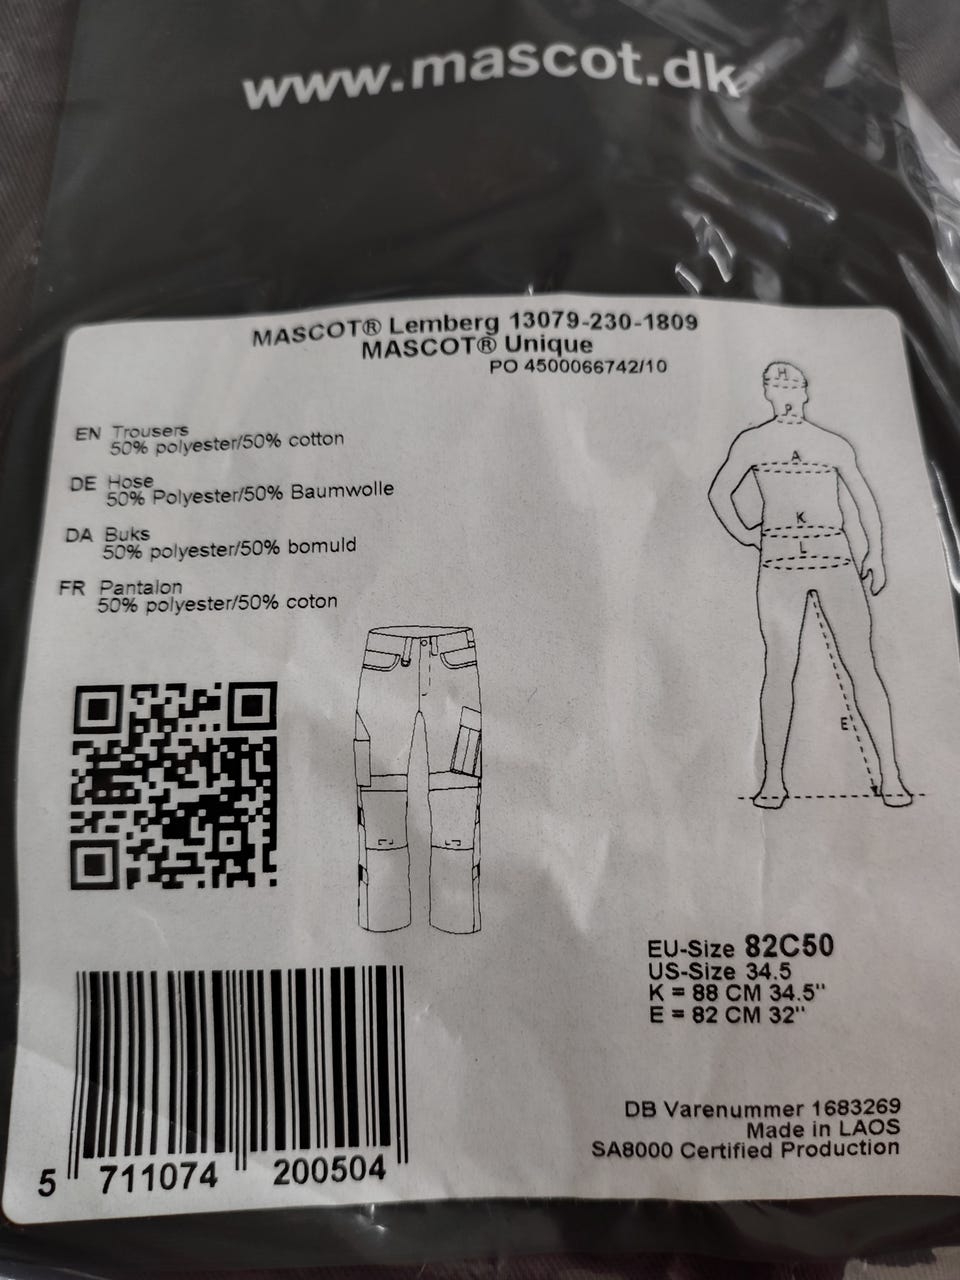 www.mascot.dk
MASCOT® Lemberg 13079-230-1809
MASCOT® Unique
PO 4500066742/10
EN Trousers
50% polyester/50% cotton
DE Hose
50% Polyester/50% Baumwolle
DA Buks
50% polyester/50% bomuld
FR Pantalon
50% polyester/50% coton
H
P
A
K
L
E
EU-Size 82C50
US-Size 34.5
K = 88 CM 34.5"
E = 82 CM 32"
DB Varenummer 1683269
Made in LAOS
SA8000 Certified Production
5 711074 200504